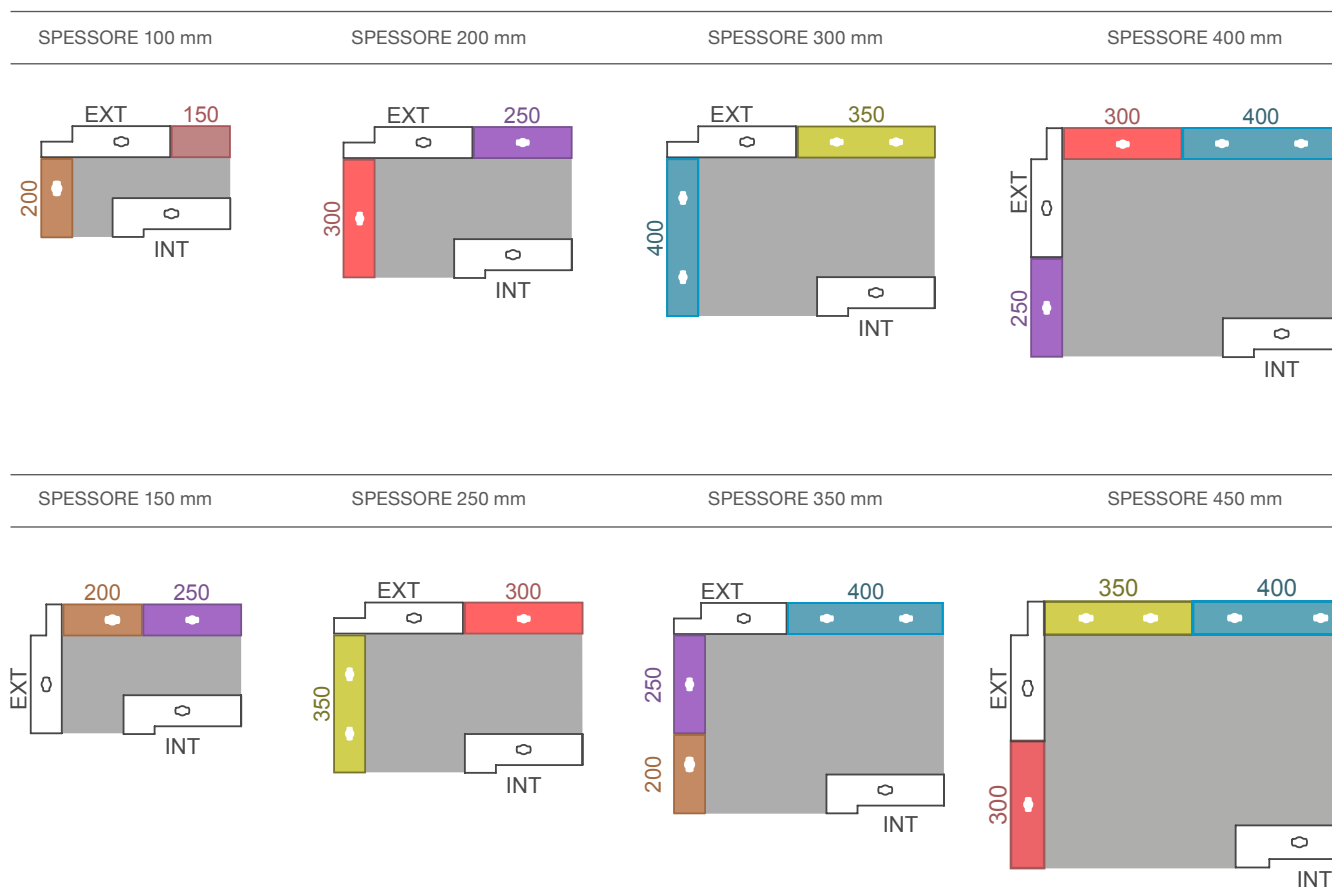 SPESSORE 100 mm SPESSORE 200 mm SPESSORE 300 mm SPESSORE 400 mm
EXT 150
200
INT
EXT 250
300
INT
EXT 350
400
INT
300 400
EXT
250
INT
SPESSORE 150 mm SPESSORE 250 mm SPESSORE 350 mm SPESSORE 450 mm
200 250
EXT
INT
EXT 300
350
INT
EXT 400
250
200
INT
350 400
EXT
300
INT